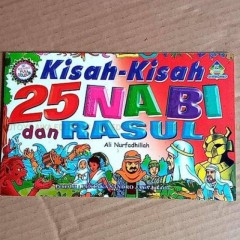 Kisah-Kisah
25 NABI
dan RASUL
Ali Nurfadhillah